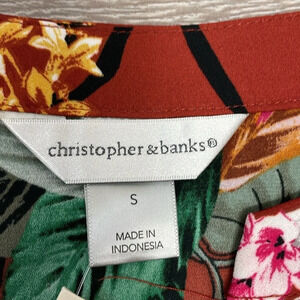 christopher & banks®
S
MADE IN
INDONESIA